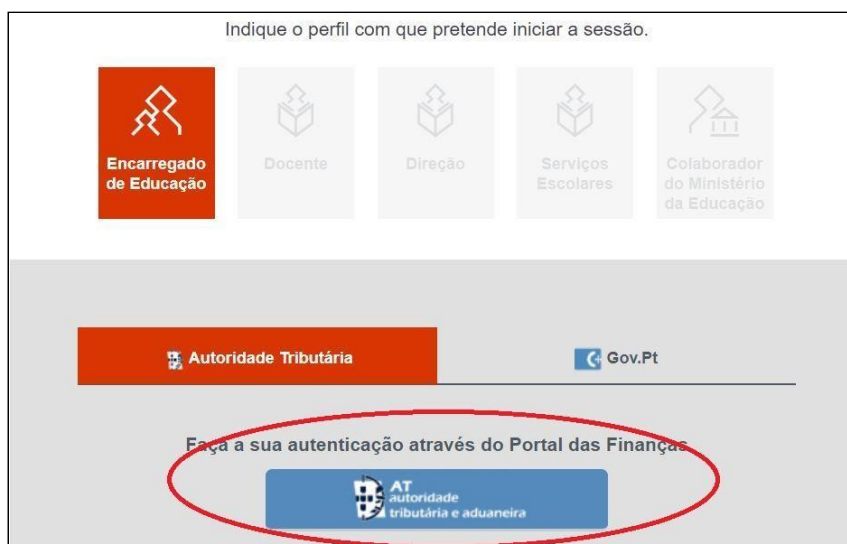 Indique o perfil com que pretende iniciar a sessão.
Encarregado
de Educação
Docente
Direção
Serviços
Escolares
Colaborador
do Ministério
da Educação
Autoridade Tributária
Gov.Pt
Faça a sua autenticação através do Portal das Finanças
AT
autoridade
tributária e aduaneira